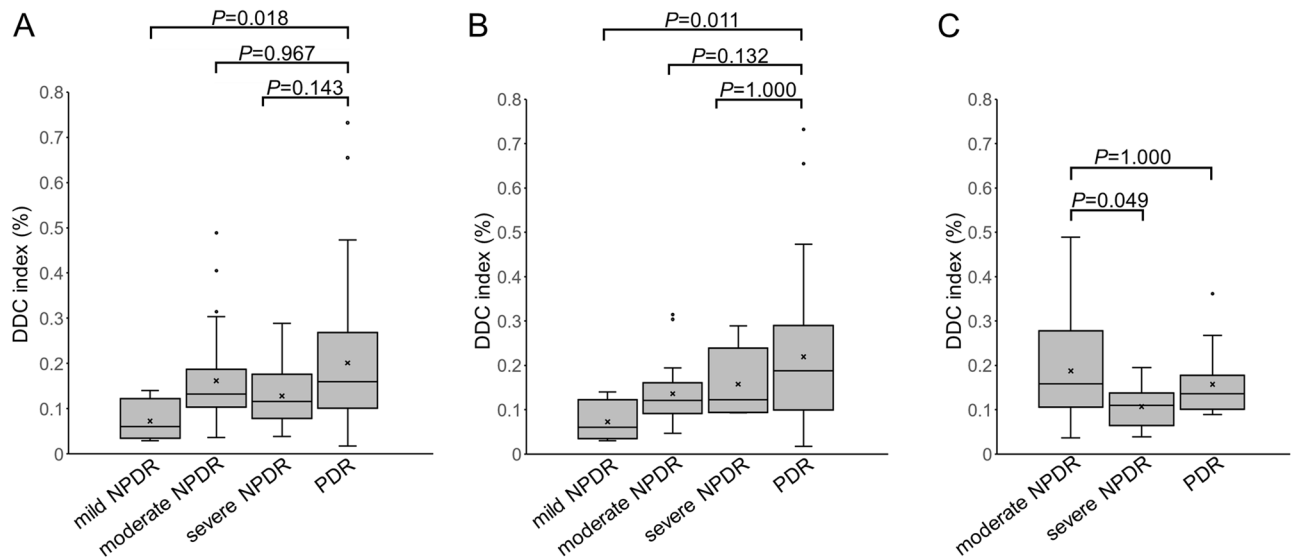 A
P=0.018
P=0.967
P=0.143
0.8
0.7
0.6
0.5
0.4
0.3
0.2
0.1
0
DDC index (%)
mild NPDR
moderate NPDR
severe NPDR
PDR
B
P=0.011
P=0.132
P=1.000
0.8
0.7
0.6
0.5
0.4
0.3
0.2
0.1
0
DDC index (%)
mild NPDR
moderate NPDR
severe NPDR
PDR
C
P=1.000
P=0.049
0.8
0.7
0.6
0.5
0.4
0.3
0.2
0.1
0
DDC index (%)
moderate NPDR
severe NPDR
PDR